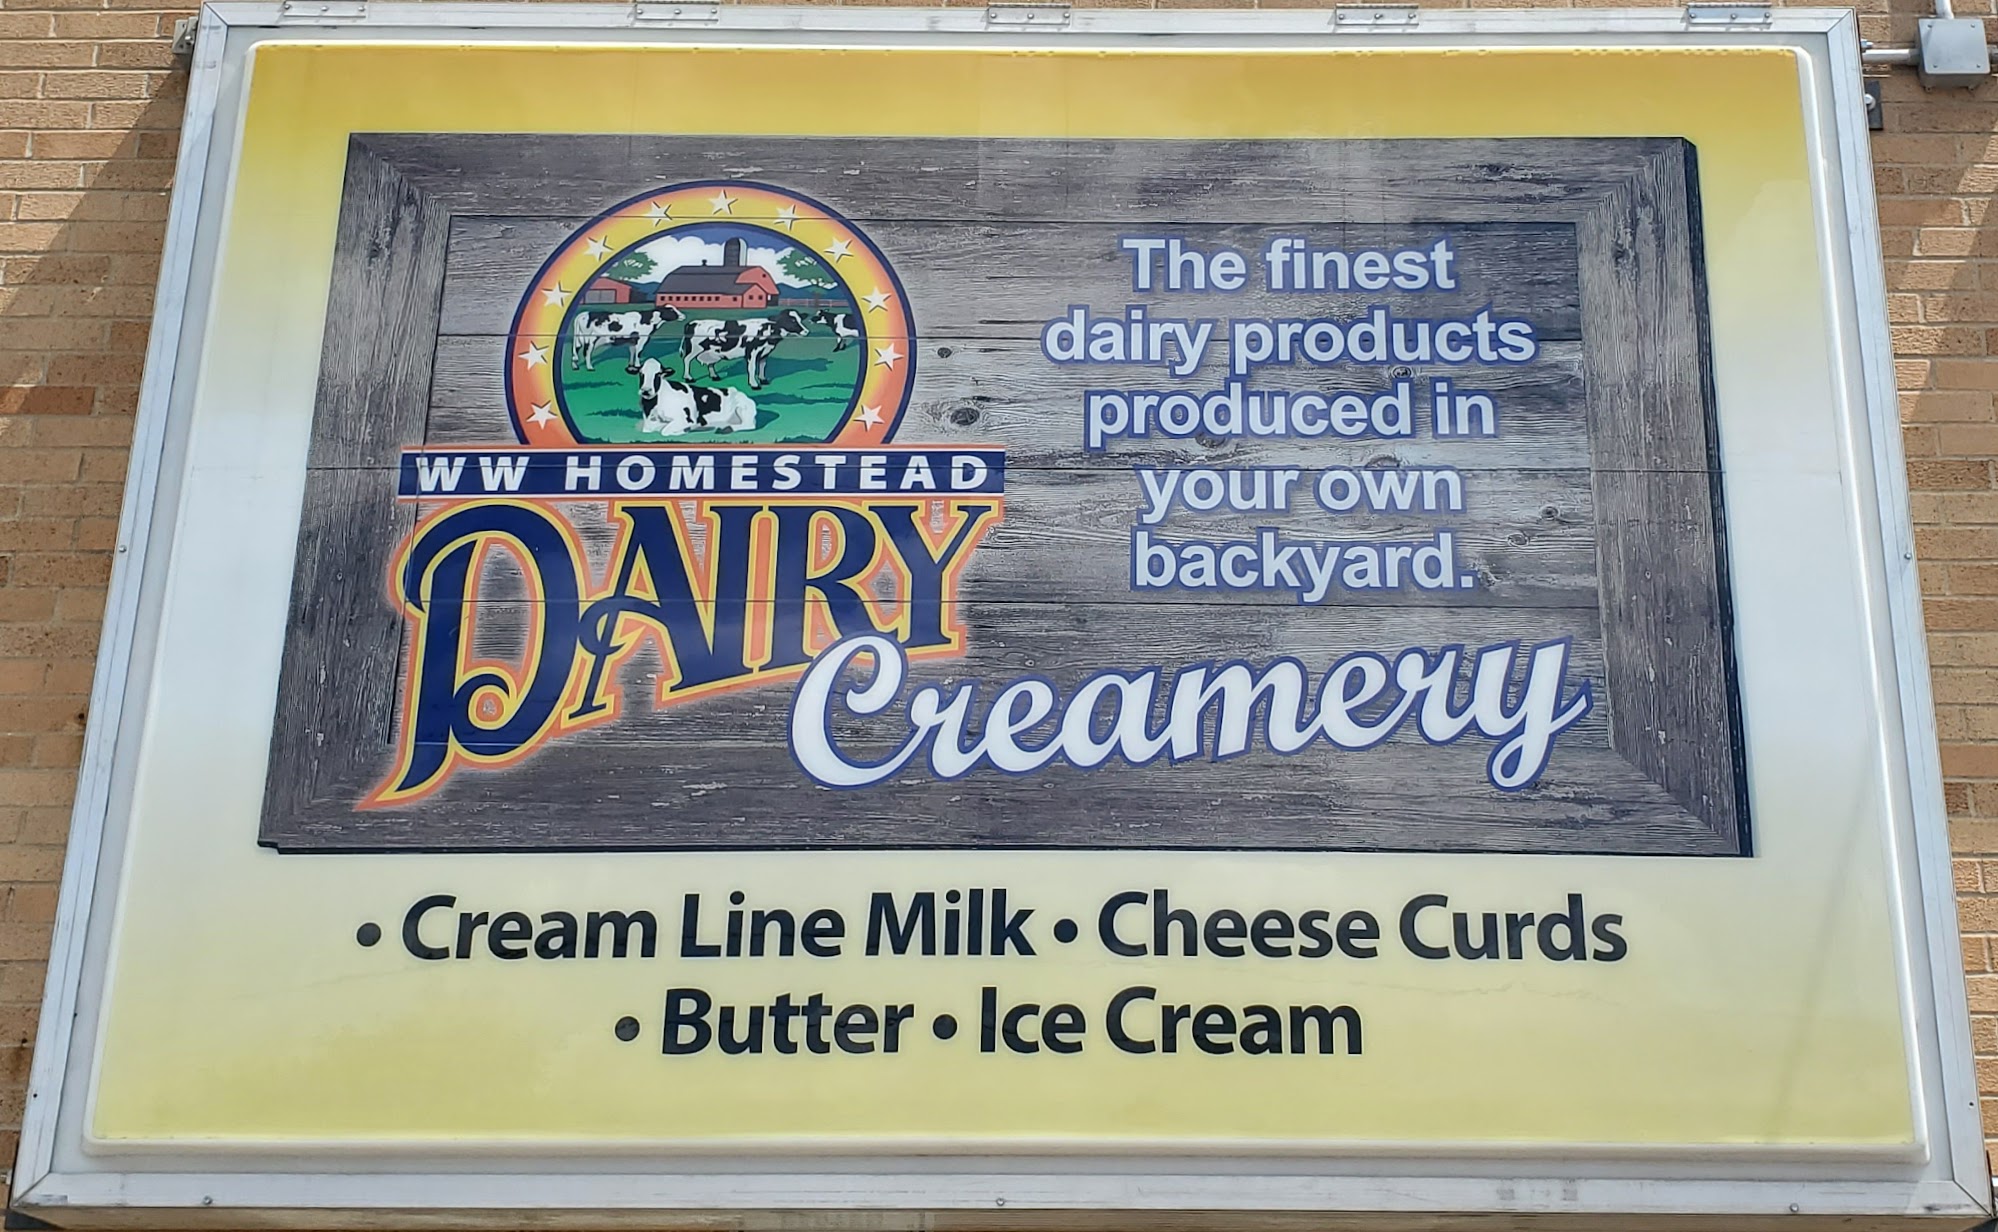 WW HOMESTEAD
DAIRY
Creamery
The finest
dairy products
produced in
your own
backyard.
• Cream Line Milk • Cheese Curds
• Butter • Ice Cream